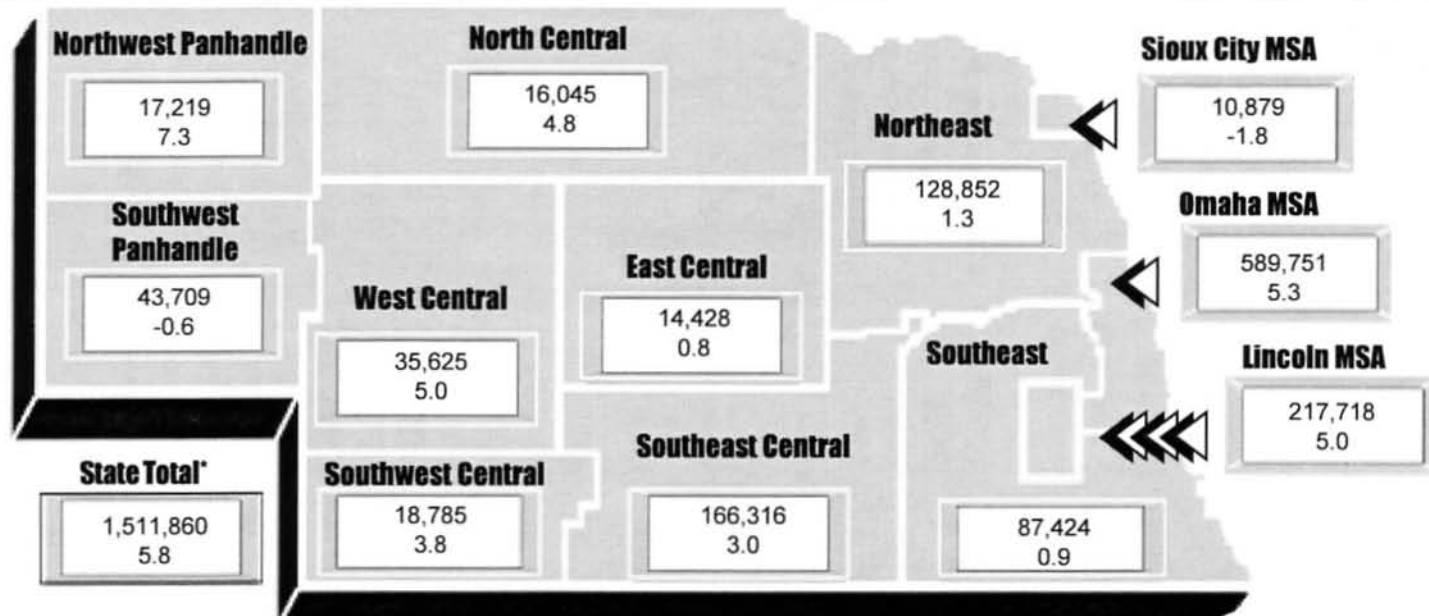 Northwest Panhandle
17,219
7.3
North Central
16,045
4.8
Sioux City MSA
10,879
-1.8
Northeast
128,852
1.3
Southwest
Panhandle
43,709
-0.6
West Central
35,625
5.0
East Central
14,428
0.8
Omaha MSA
589,751
5.3
Southeast
87,424
0.9
Lincoln MSA
217,718
5.0
State Total*
1,511,860
5.8
Southwest Central
18,785
3.8
Southeast Central
166,316
3.0